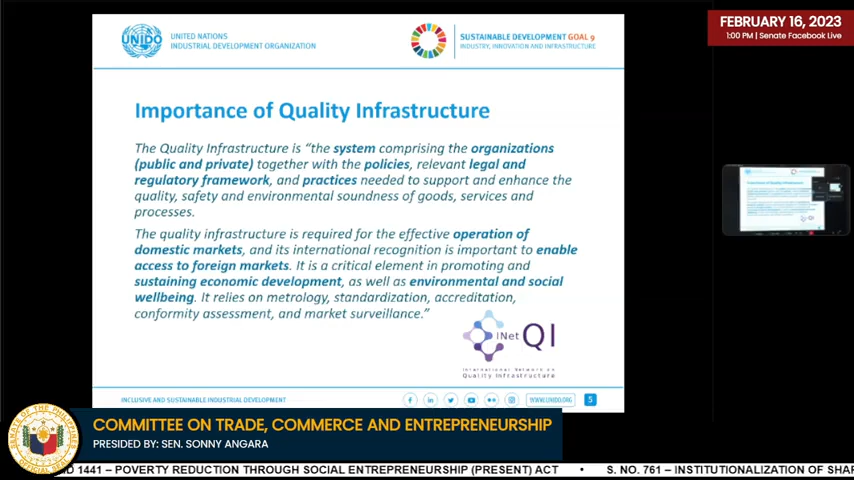 FEBRUARY 16, 2023
1:00 PM | Senate Facebook Live
UNIDO
UNITED NATIONS
INDUSTRIAL DEVELOPMENT ORGANIZATION
SUSTAINABLE DEVELOPMENT GOAL 9
INDUSTRY, INNOVATION AND INFRASTRUCTURE
Importance of Quality Infrastructure
The Quality Infrastructure is "the system comprising the organizations
(public and private) together with the policies, relevant legal and
regulatory framework, and practices needed to support and enhance the
quality, safety and environmental soundness of goods, services and
processes.
The quality infrastructure is required for the effective operation of
domestic markets, and its international recognition is important to enable
access to foreign markets. It is a critical element in promoting and
sustaining economic development, as well as environmental and social
wellbeing. It relies on metrology, standardization, accreditation,
conformity assessment, and market surveillance."
INet QI
International Network on
Quality Infrastructure
INCLUSIVE AND SUSTAINABLE INDUSTRIAL DEVELOPMENT
WWW.UNIDO.ORG
5
COMMITTEE ON TRADE, COMMERCE AND ENTREPRENEURSHIP
PRESIDED BY: SEN. SONNY ANGARA
1441 – POVERTY REDUCTION THROUGH SOCIAL ENTREPRENEURSHIP (PRESENT) ACT • S. NO. 761 – INSTITUTIONALIZATION OF SHAR